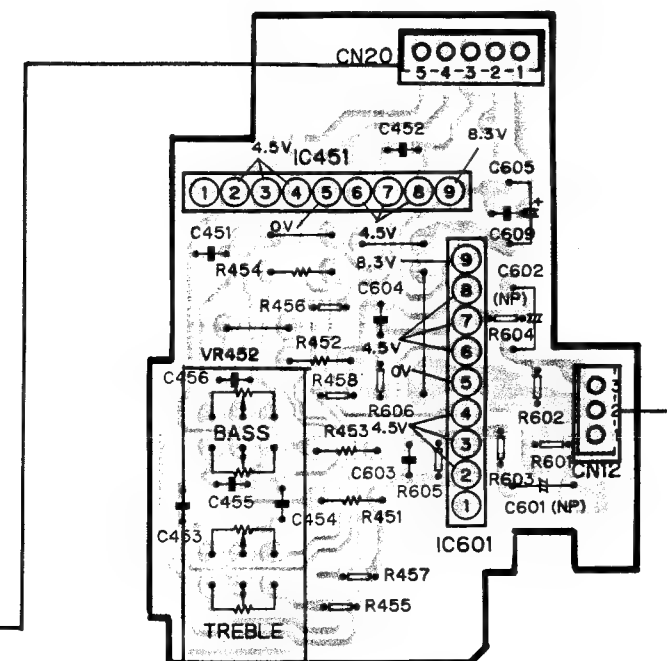 CN20
5-4-3-2-1
C452
8.3V
4.5V
IC451
C605
1 2 3 4 5 6 7 8 9
+
C451
0V
4.5V
C609
8.3V
9
R454
C604
C602
8
(NP)
R456
7
R604
R452
4.5V
6
VR452
C456
R458
0V
5
R606
4
R602
BASS
4.5V
R453
3
R601
C603
2
R603
CN12
C455
R605
C454
R451
1
C601 (NP)
C453
IC601
R457
R455
TREBLE